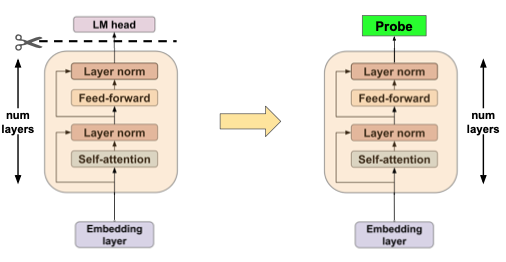 LM head
Layer norm
Feed-forward
Layer norm
Self-attention
num
layers
Embedding
layer
Probe
Layer norm
Feed-forward
Layer norm
Self-attention
num
layers
Embedding
layer